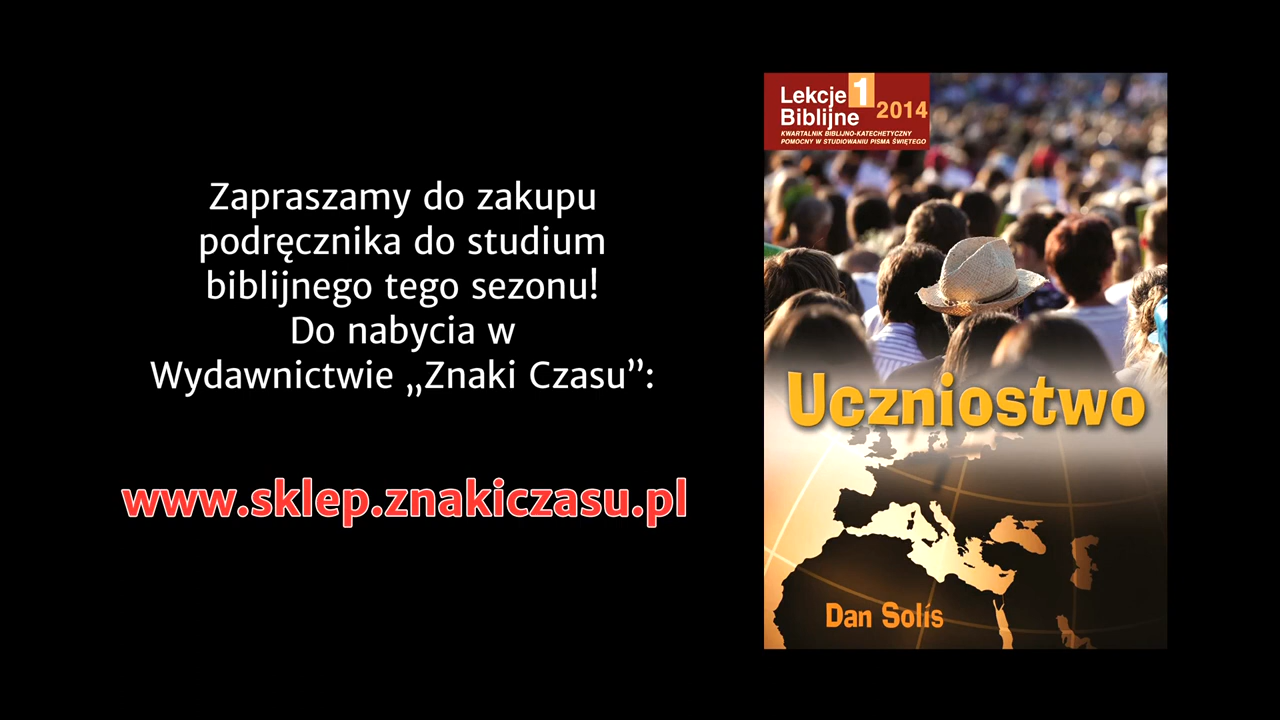 Zapraszamy do zakupu
podręcznika do studium
biblijnego tego sezonu!
Do nabycia w
Wydawnictwie „Znaki Czasu”:
www.sklep.znakiczasu.pl
Lekcje 1 2014
Biblijne
KWARTALNIK BIBLIJNO-KATECHETYCZNY
POMOCNY W STUDIOWANIU PISMA ŚWIĘTEGO
Uczniostwo
Dan Solís